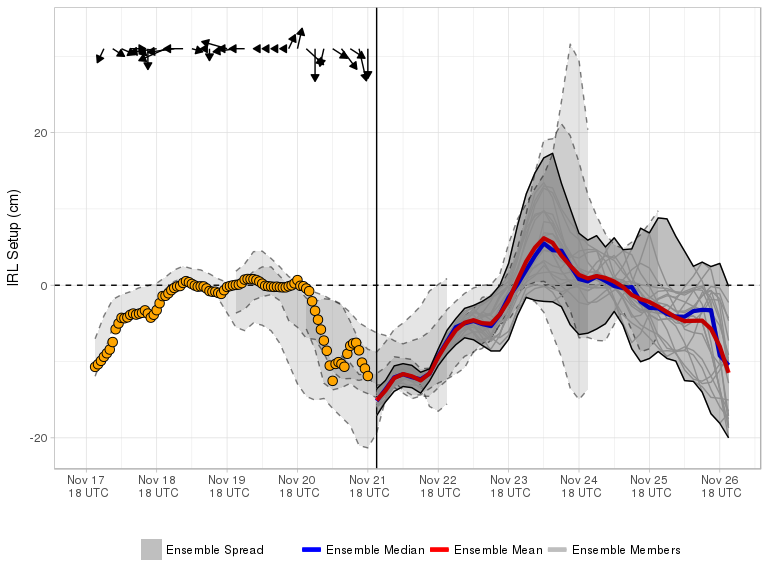 IRL Setup (cm)
20
0
-20
Nov 17 Nov 18 Nov 19 Nov 20 Nov 21 Nov 22 Nov 23 Nov 24 Nov 25 Nov 26
18 UTC 18 UTC 18 UTC 18 UTC 18 UTC 18 UTC 18 UTC 18 UTC 18 UTC 18 UTC
Ensemble Spread Ensemble Median Ensemble Mean Ensemble Members